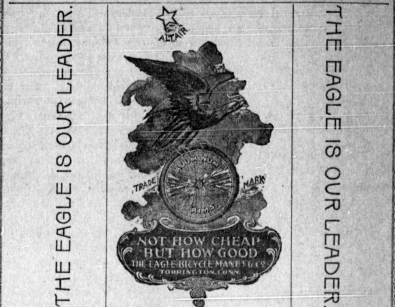 THE EAGLE IS OUR LEADER.
ALTAIR
TRADE MARK
NOT HOW CHEAP
BUT HOW GOOD
THE EAGLE BICYCLE MANF'G CO.
TORRINGTON, CONN.
THE EAGLE IS OUR LEADER